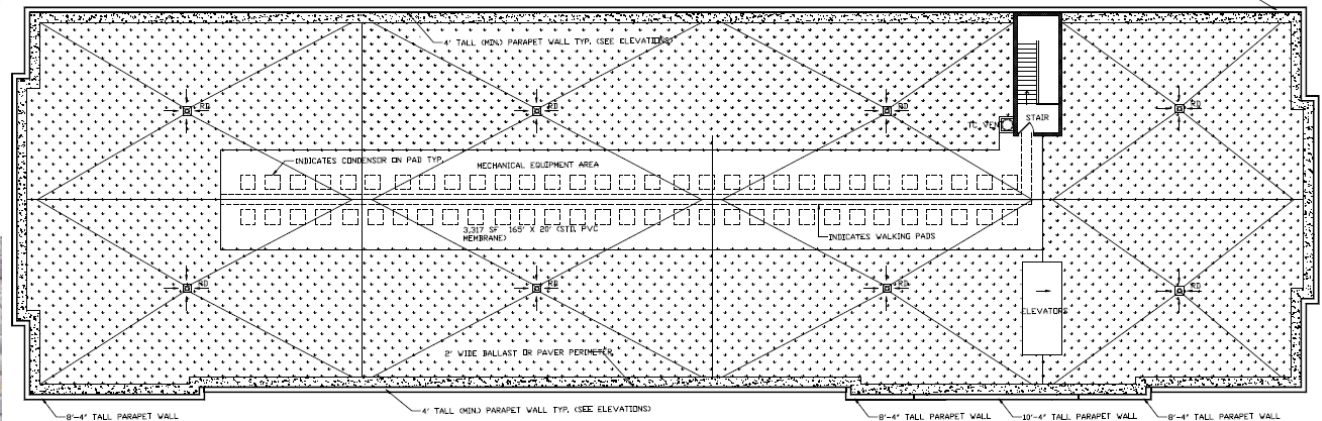 4' TALL (MIN.) PARAPET WALL TYP. (SEE ELEVATIONS)
RD
RD
RD
RD
TC VEN
STAIR
INDICATES CONDENSOR ON PAD TYP.
MECHANICAL EQUIPMENT AREA
3,317 SF 165' X 20' (STD. PVC
MEMBRANE)
INDICATES WALKING PADS
RD
RD
RD
RD
ELEVATORS
2' WIDE BALLAST OR PAVER PERIMETER
8'-4" TALL PARAPET WALL
4' TALL (MIN.) PARAPET WALL TYP. (SEE ELEVATIONS)
8'-4" TALL PARAPET WALL
10'-4" TALL PARAPET WALL
8'-4" TALL PARAPET WALL